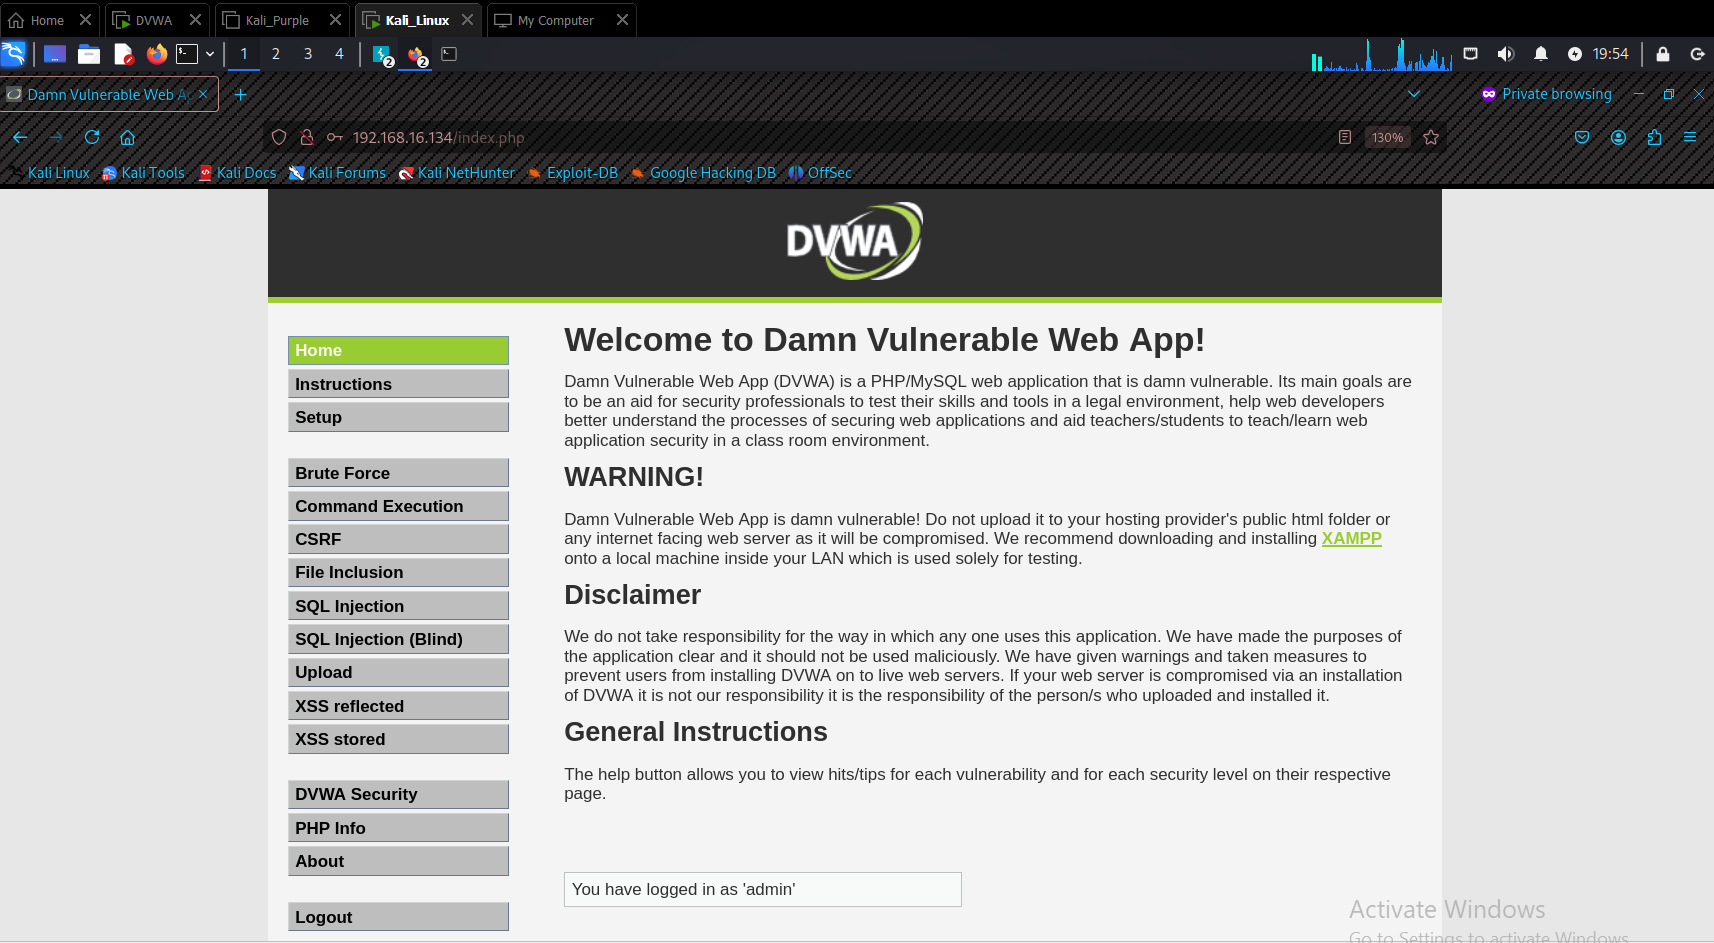 Home
DVWA
Kali_Purple
Kali_Linux
My Computer
1 2 3 4
2
2
19:54
Damn Vulnerable Web Ap
Private browsing
192.168.16.134/index.php
130%
Kali Linux
Kali Tools
Kali Docs
Kali Forums
Kali NetHunter
Exploit-DB
Google Hacking DB
OffSec
DVWA
Home
Instructions
Setup
Brute Force
Command Execution
CSRF
File Inclusion
SQL Injection
SQL Injection (Blind)
Upload
XSS reflected
XSS stored
DVWA Security
PHP Info
About
Logout
Welcome to Damn Vulnerable Web App!
Damn Vulnerable Web App (DVWA) is a PHP/MySQL web application that is damn vulnerable. Its main goals are
to be an aid for security professionals to test their skills and tools in a legal environment, help web developers
better understand the processes of securing web applications and aid teachers/students to teach/learn web
application security in a class room environment.
WARNING!
Damn Vulnerable Web App is damn vulnerable! Do not upload it to your hosting provider's public html folder or
any internet facing web server as it will be compromised. We recommend downloading and installing XAMPP
onto a local machine inside your LAN which is used solely for testing.
Disclaimer
We do not take responsibility for the way in which any one uses this application. We have made the purposes of
the application clear and it should not be used maliciously. We have given warnings and taken measures to
prevent users from installing DVWA on to live web servers. If your web server is compromised via an installation
of DVWA it is not our responsibility it is the responsibility of the person/s who uploaded and installed it.
General Instructions
The help button allows you to view hits/tips for each vulnerability and for each security level on their respective
page.
You have logged in as 'admin'
Activate Windows
Go to Settings to activate Windows.